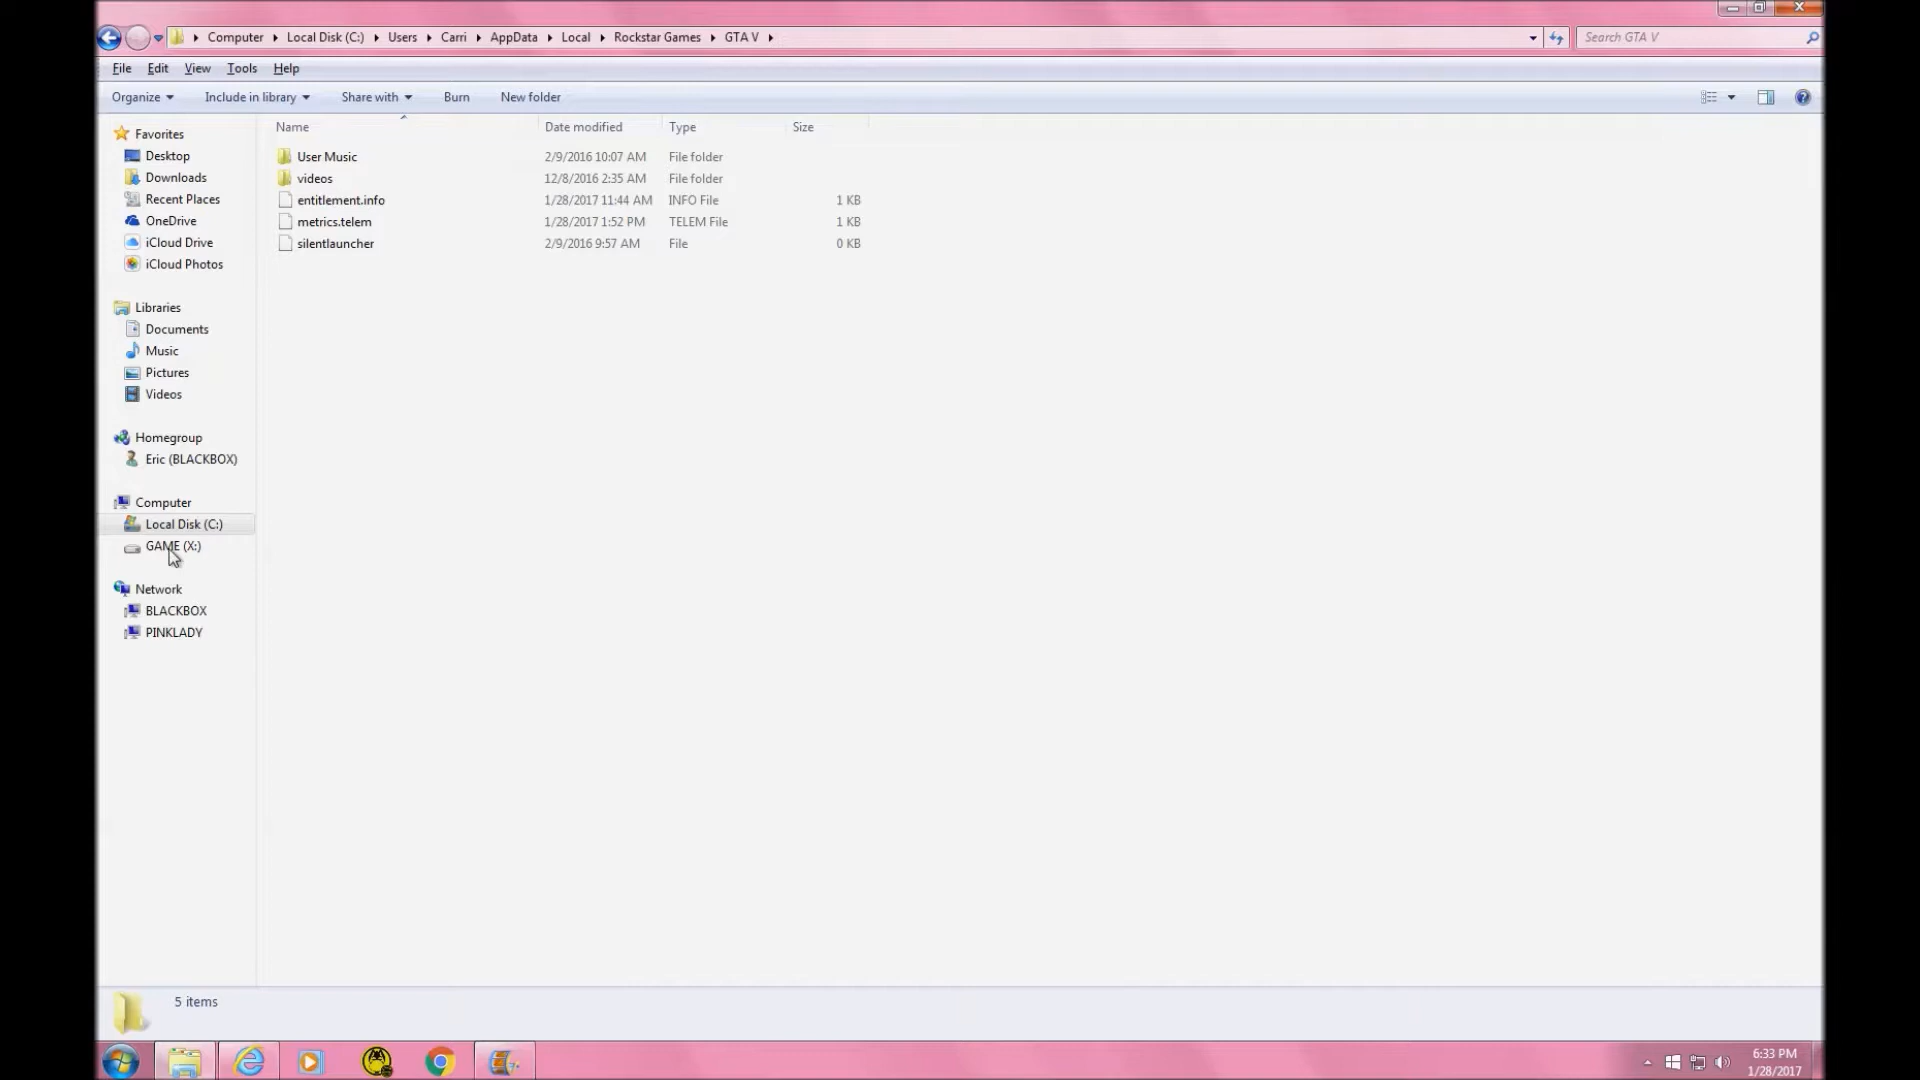 Computer Local Disk (C:) Users Carri AppData Local Rockstar Games GTA V
Search GTA V
File Edit View Tools Help
Organize Include in library Share with Burn New folder
Name Date modified Type Size
User Music 2/9/2016 10:07 AM File folder
videos 12/8/2016 2:35 AM File folder
entitlement.info 1/28/2017 11:44 AM INFO File 1 KB
metrics.telem 1/28/2017 1:52 PM TELEM File 1 KB
silentlauncher 2/9/2016 9:57 AM File 0 KB
Favorites
Desktop
Downloads
Recent Places
OneDrive
iCloud Drive
iCloud Photos
Libraries
Documents
Music
Pictures
Videos
Homegroup
Eric (BLACKBOX)
Computer
Local Disk (C:)
GAME (X:)
Network
BLACKBOX
PINKLADY
5 items
6:33 PM
1/28/2017